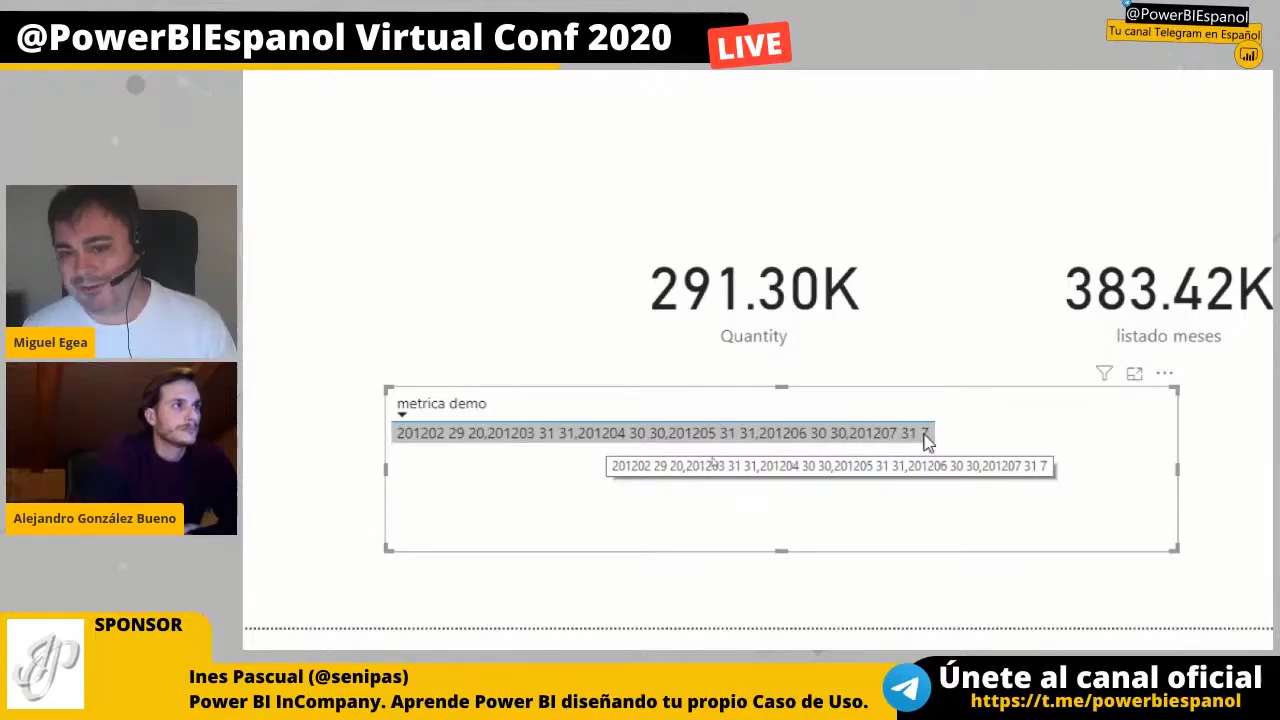 @PowerBIEspanol Virtual Conf 2020
LIVE
@PowerBIEspanol
Tu canal Telegram en Español
291.30K
Quantity
383.42K
listado meses
metrica demo
201202 29 20,201203 31 31,201204 30 30,201205 31 31,201206 30 30,201207 31 7
201202 29 20,201203 31 31,201204 30 30,201205 31 31,201206 30 30,201207 31 7
Miguel Egea
Alejandro González Bueno
SPONSOR
Ines Pascual (@senipas)
Power BI InCompany. Aprende Power BI diseñando tu propio Caso de Uso.
Únete al canal oficial
https://t.me/powerbiespanol